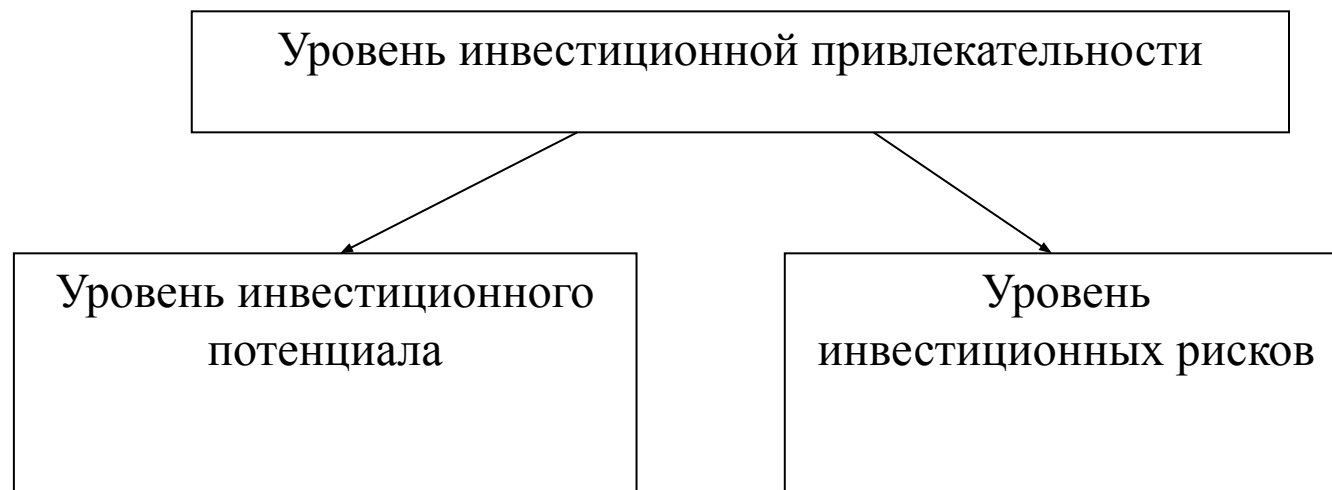 Уровень инвестиционной привлекательности
Уровень инвестиционного
потенциала
Уровень
инвестиционных рисков